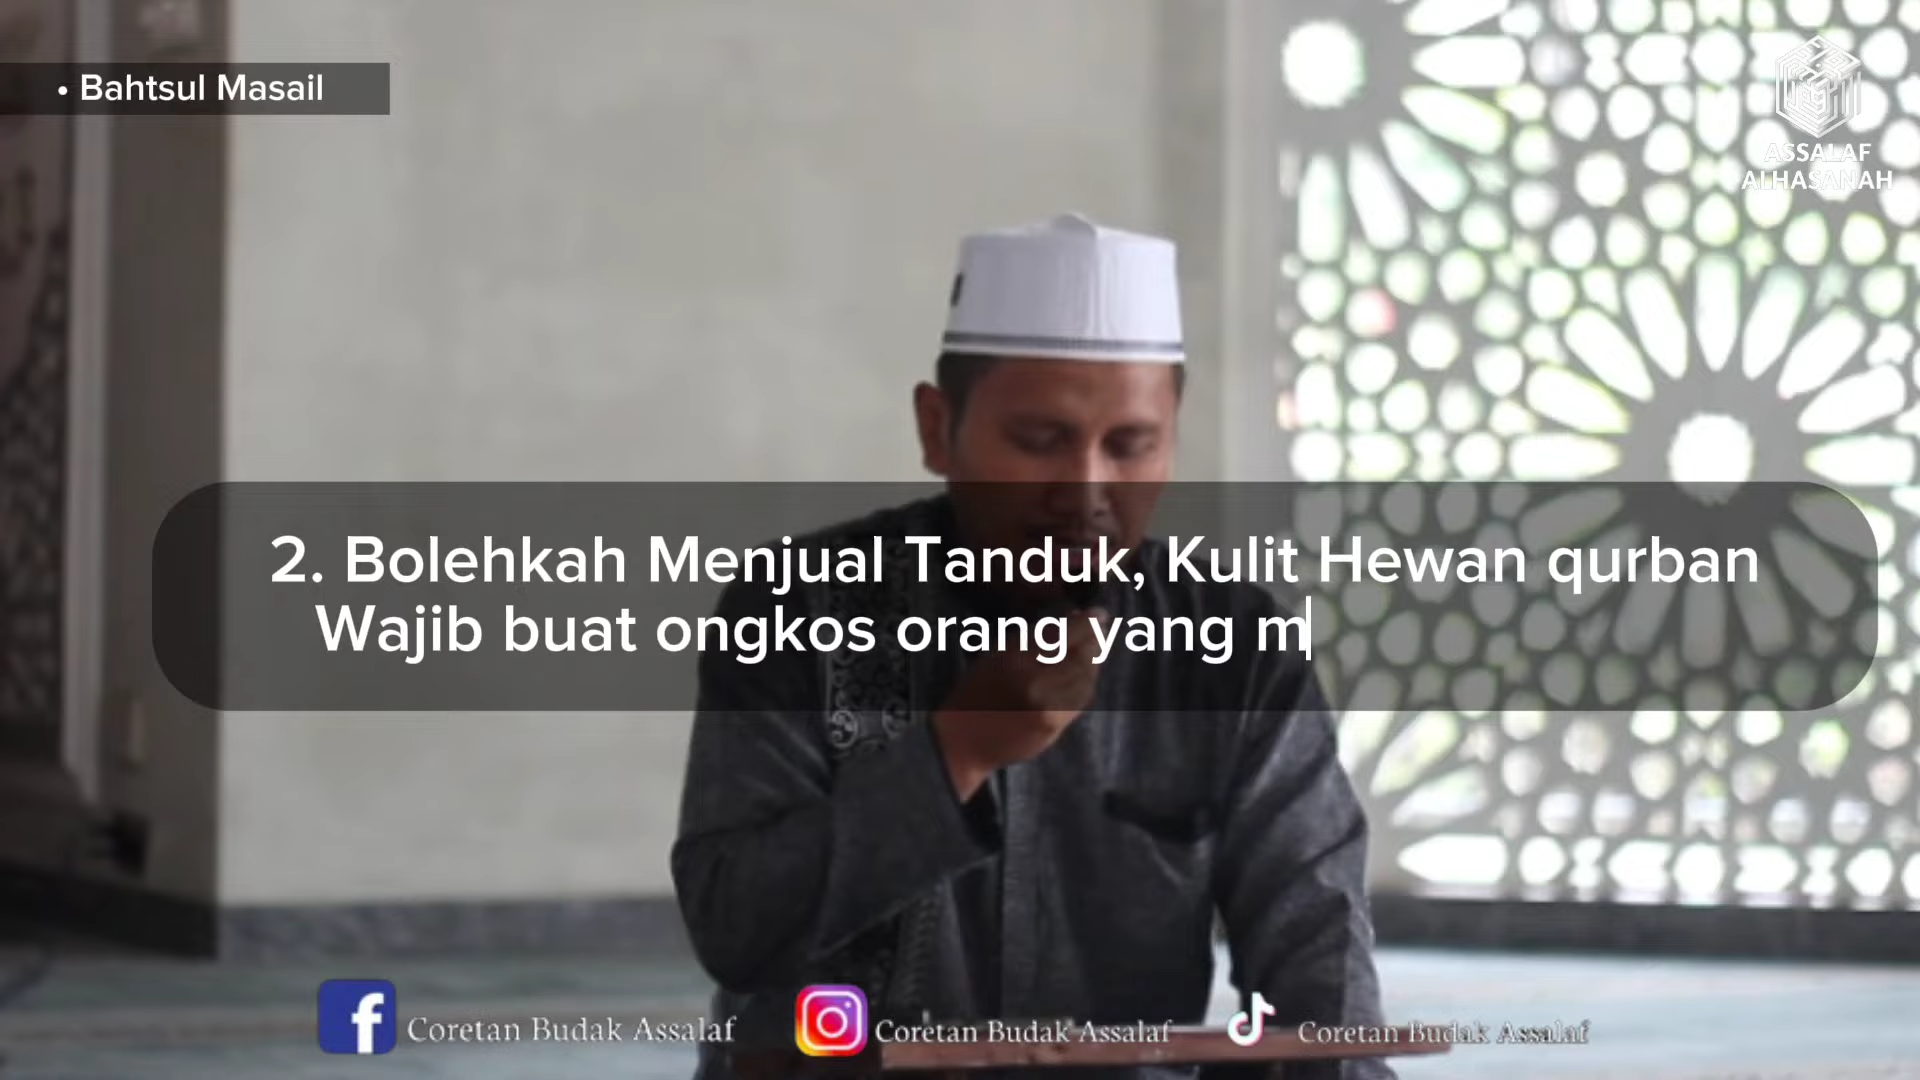 • Bahtsul Masail
ASSALAF
ALHASANAH
2. Bolehkah Menjual Tanduk, Kulit Hewan qurban
Wajib buat ongkos orang yang m
Coretan Budak Assalaf
Coretan Budak Assalaf
Coretan Budak Assalaf